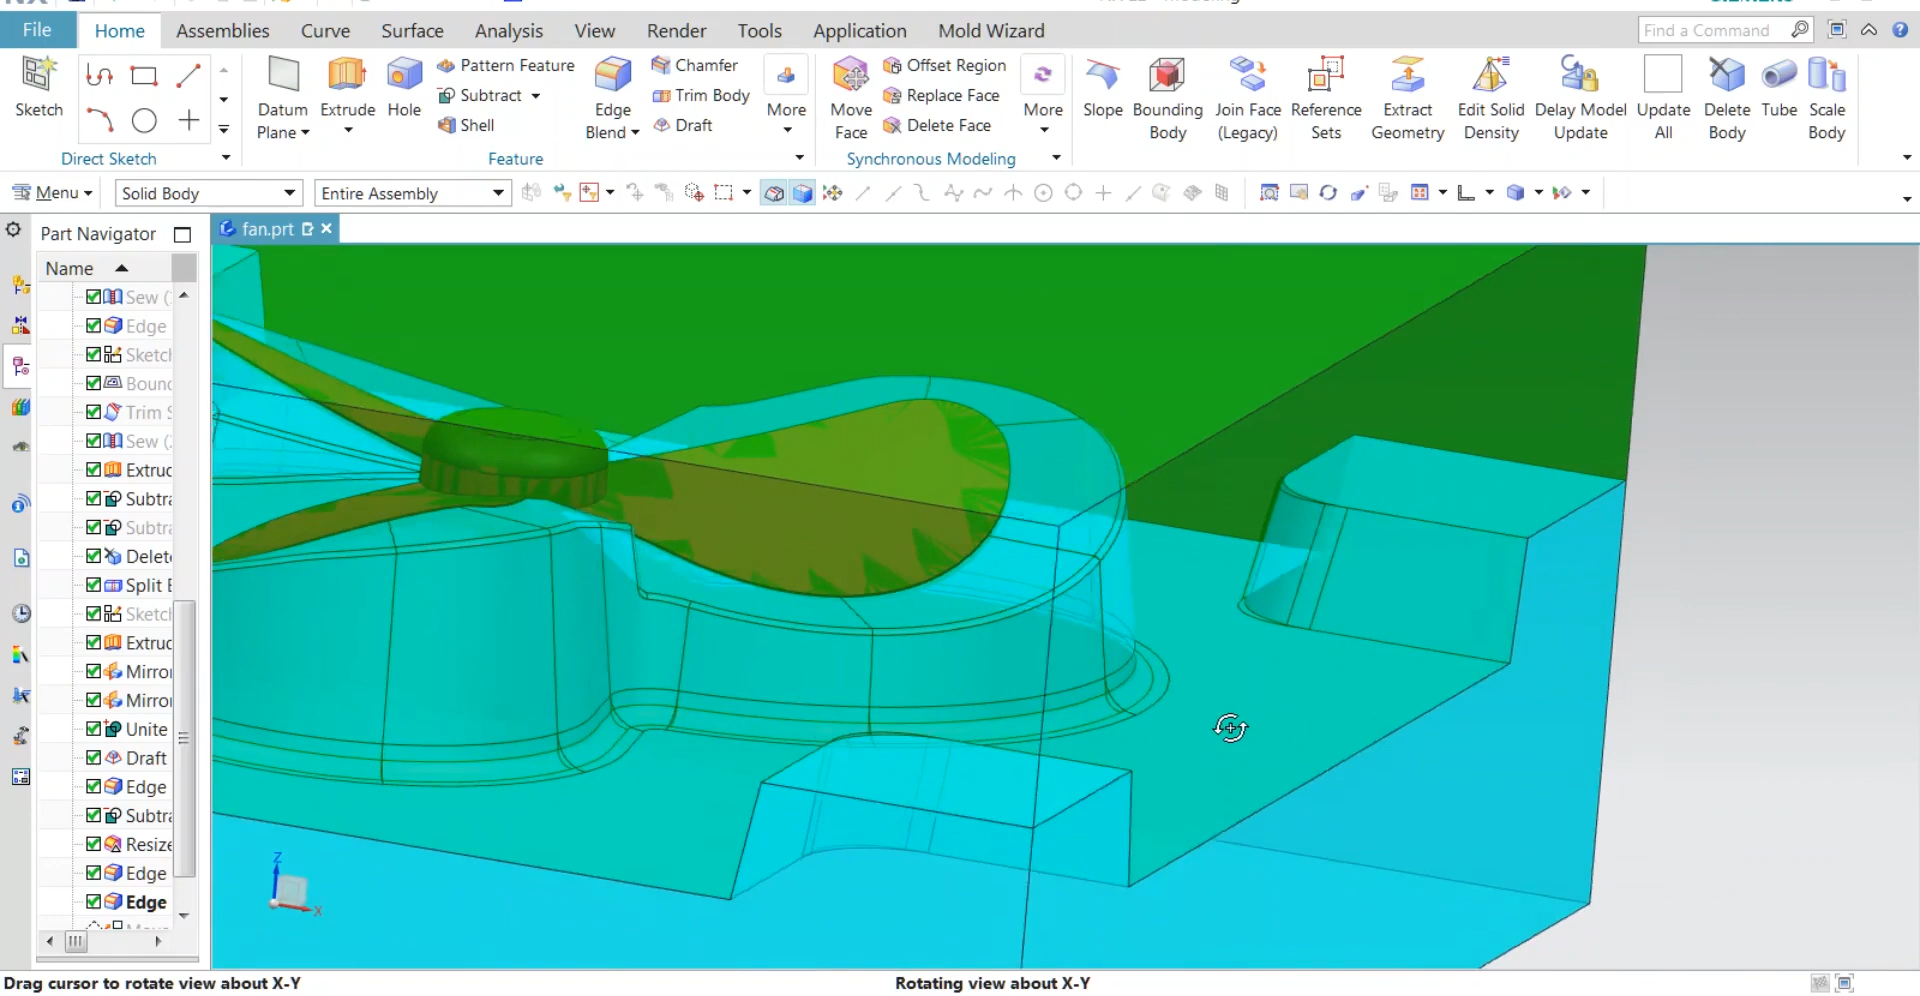 File Home Assemblies Curve Surface Analysis View Render Tools Application Mold Wizard Find a Command
Sketch
Direct Sketch
Datum Plane
Extrude
Hole
Pattern Feature
Subtract
Shell
Edge Blend
Chamfer
Trim Body
Draft
More
Feature
Move Face
Offset Region
Replace Face
Delete Face
More
Synchronous Modeling
Slope
Bounding Body
Join Face (Legacy)
Reference Sets
Extract Geometry
Edit Solid Density
Delay Model Update
Update All
Delete Body
Tube
Scale Body
Menu Solid Body Entire Assembly
Part Navigator
fan.prt
Name
Sew (
Edge
Sketc
Bound
Trim S
Sew (
Extruc
Subtra
Subtra
Delete
Split E
Sketc
Extruc
Mirror
Mirror
Unite
Draft
Edge
Subtra
Resize
Edge
Edge
Z
X
Drag cursor to rotate view about X-Y
Rotating view about X-Y